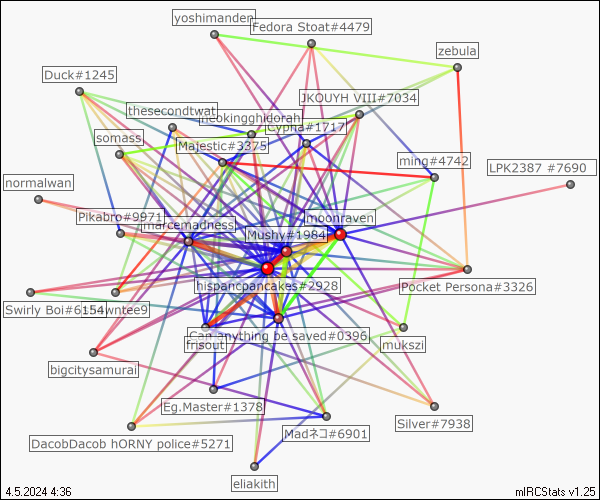 yoshimanden
Fedora Stoat#4479
zebula
Duck#1245
JKOUYH VIII#7034
thesecondtwat
neokingghidorah
Cypha#1717
somass
Majestic#3375
ming#4742
LPK2387 #7690
normalwan
Pikabro#9971
moonraven
marcemadness
Mushy#1984
hispancpancakes#2928
Pocket Persona#3326
Swirly Boi#6154
wntee9
Can anything be saved#0396
frisout
mukszi
bigcitysamurai
Eg.Master#1378
Silver#7938
DacobDacob hORNY police#5271
Madネコ#6901
eliakith
4.5.2024 4:36
mIRCStats v1.25